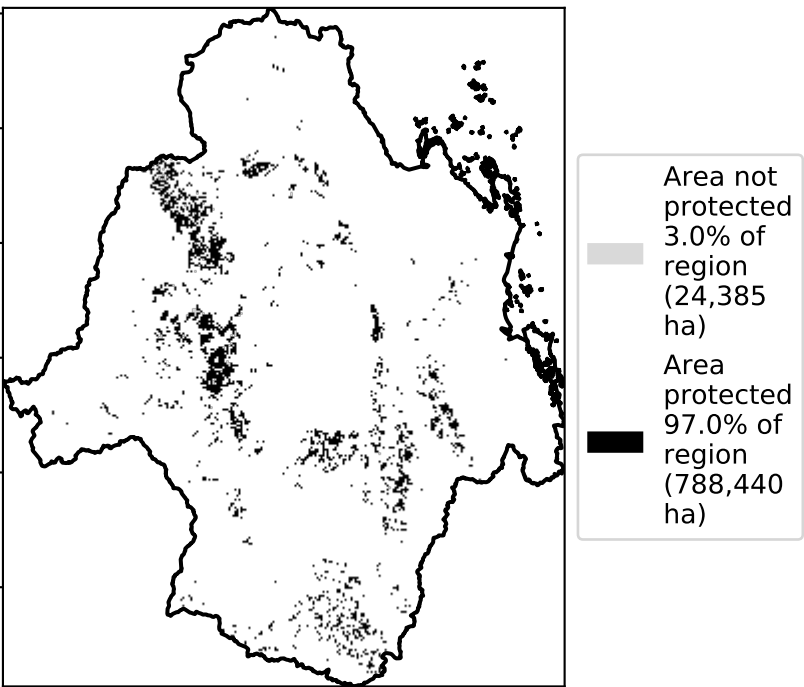 Area not
protected
3.0% of
region
(24,385
ha)
Area
protected
97.0% of
region
(788,440
ha)